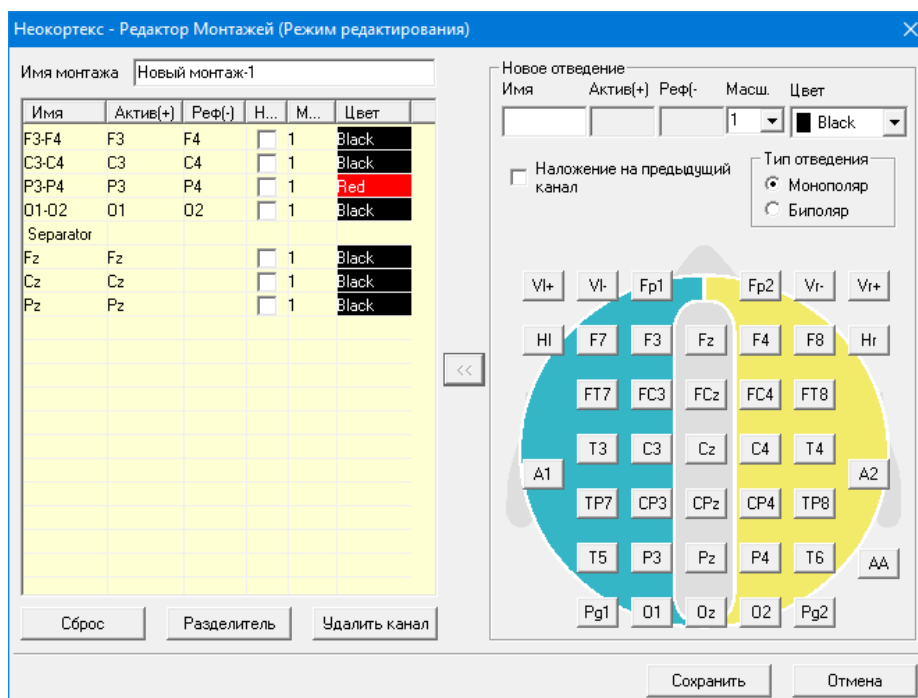 Неокортекс - Редактор Монтажей (Режим редактирования)
Имя монтажа Новый монтаж-1
Имя Актив(+) Реф(-) Н... М... Цвет
F3-F4 F3 F4 1 Black
C3-C4 C3 C4 1 Black
P3-P4 P3 P4 1 Red
O1-O2 O1 O2 1 Black
Separator
Fz Fz 1 Black
Cz Cz 1 Black
Pz Pz 1 Black
Сброс Разделитель Удалить канал
<<
Новое отведение
Имя Актив(+) Реф(- Масш. Цвет
1 Black
Наложение на предыдущий
канал
Тип отведения
Монополяр
Биполяр
Vl+ Vl- Fp1 Fp2 Vr- Vr+
Hl F7 F3 Fz F4 F8 Hr
FT7 FC3 FCz FC4 FT8
T3 C3 Cz C4 T4
A1 A2
TP7 CP3 CPz CP4 TP8
T5 P3 Pz P4 T6 AA
Pg1 O1 Oz O2 Pg2
Сохранить Отмена